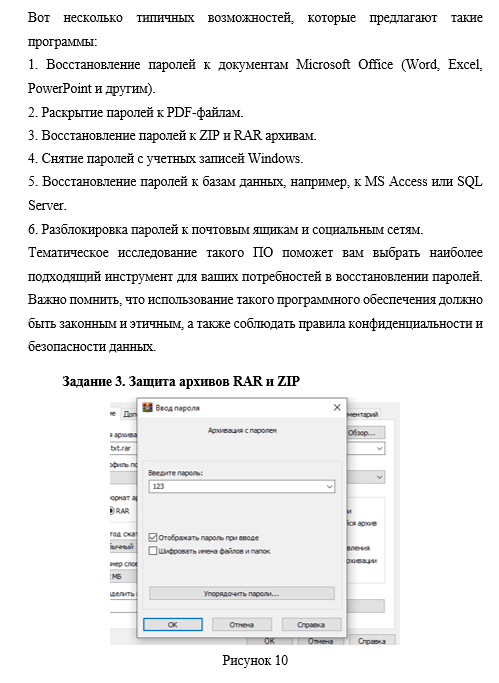 Вот несколько типичных возможностей, которые предлагают такие
программы:
1. Восстановление паролей к документам Microsoft Office (Word, Excel,
PowerPoint и другим).
2. Раскрытие паролей к PDF-файлам.
3. Восстановление паролей к ZIP и RAR архивам.
4. Снятие паролей с учетных записей Windows.
5. Восстановление паролей к базам данных, например, к MS Access или SQL
Server.
6. Разблокировка паролей к почтовым ящикам и социальным сетям.
Тематическое исследование такого ПО поможет вам выбрать наиболее
подходящий инструмент для ваших потребностей в восстановлении паролей.
Важно помнить, что использование такого программного обеспечения должно
быть законным и этичным, а также соблюдать правила конфиденциальности и
безопасности данных.
Задание 3. Защита архивов RAR и ZIP
Ввод пароля
Архивация с паролем
Обзор...
txt.rar
Введите пароль:
123
RAR
Отображать пароль при вводе
Шифровать имена файлов и папок
МБ
Упорядочить пароли...
ОК
Отмена
Справка
ОК
Отмена
Справка
Рисунок 10